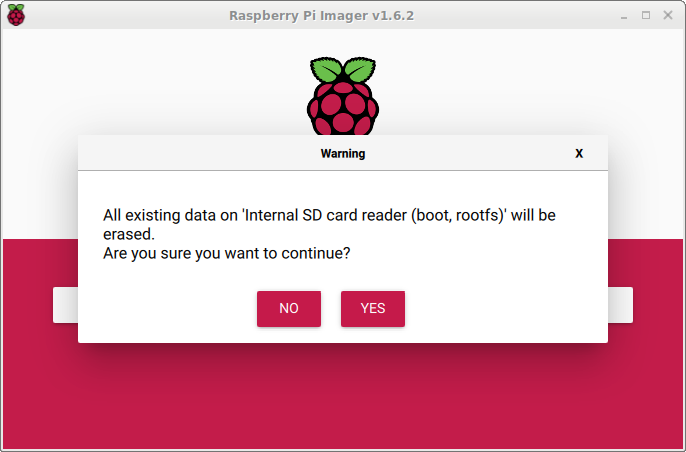 Raspberry Pi Imager v1.6.2
Warning
X
All existing data on 'Internal SD card reader (boot, rootfs)' will be
erased.
Are you sure you want to continue?
NO
YES